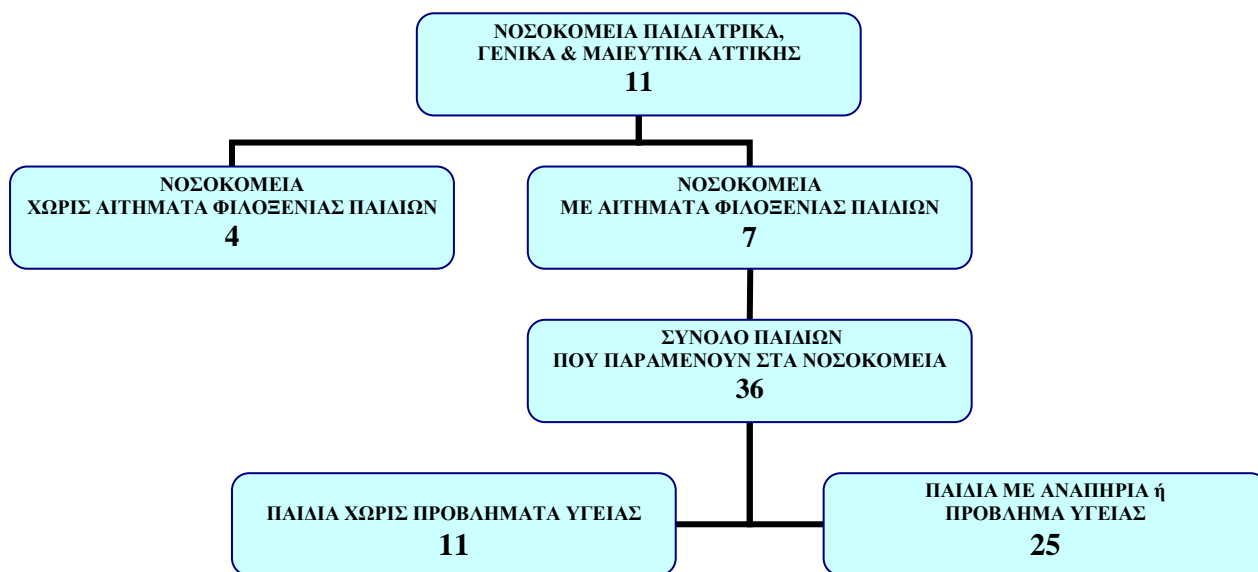 ΝΟΣΟΚΟΜΕΙΑ ΠΑΙΔΙΑΤΡΙΚΑ,
ΓΕΝΙΚΑ & ΜΑΙΕΥΤΙΚΑ ΑΤΤΙΚΗΣ
11
ΝΟΣΟΚΟΜΕΙΑ
ΧΩΡΙΣ ΑΙΤΗΜΑΤΑ ΦΙΛΟΞΕΝΙΑΣ ΠΑΙΔΙΩΝ
4
ΝΟΣΟΚΟΜΕΙΑ
ΜΕ ΑΙΤΗΜΑΤΑ ΦΙΛΟΞΕΝΙΑΣ ΠΑΙΔΙΩΝ
7
ΣΥΝΟΛΟ ΠΑΙΔΙΩΝ
ΠΟΥ ΠΑΡΑΜΕΝΟΥΝ ΣΤΑ ΝΟΣΟΚΟΜΕΙΑ
36
ΠΑΙΔΙΑ ΧΩΡΙΣ ΠΡΟΒΛΗΜΑΤΑ ΥΓΕΙΑΣ
11
ΠΑΙΔΙΑ ΜΕ ΑΝΑΠΗΡΙΑ ή
ΠΡΟΒΛΗΜΑ ΥΓΕΙΑΣ
25